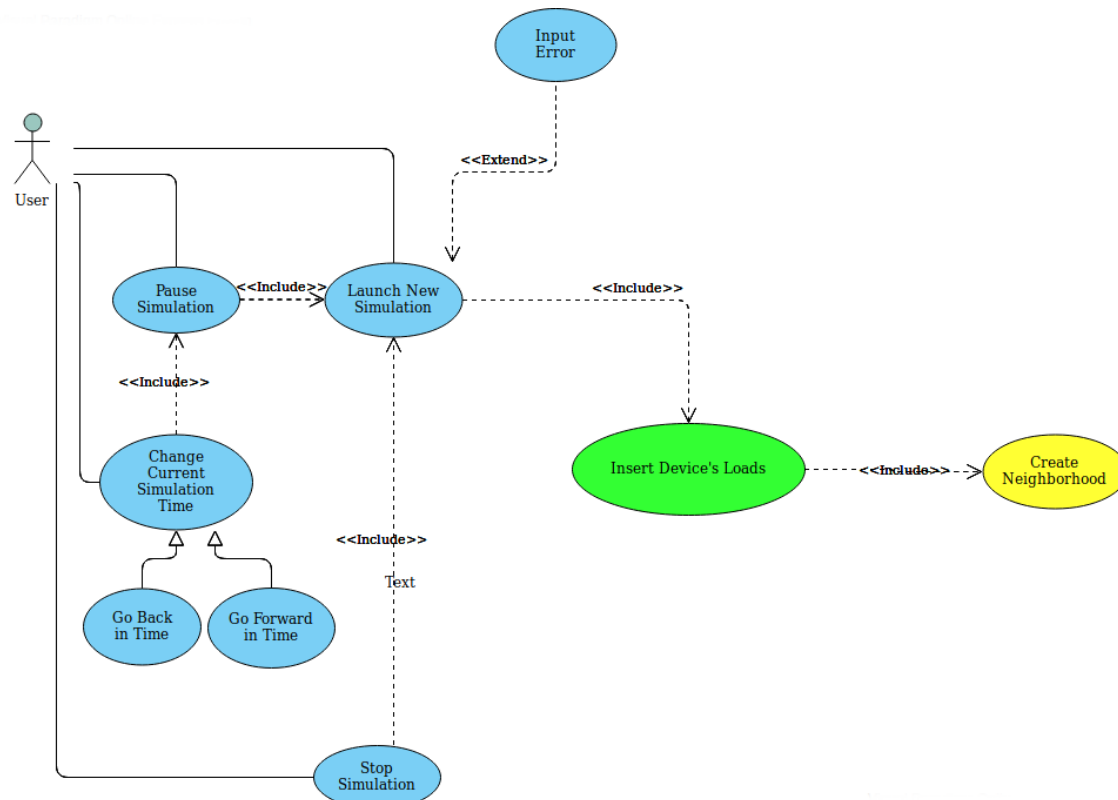 Input
Error
<<Extend>>
User
Pause
Simulation
<<Include>>
Launch New
Simulation
<<Include>>
<<Include>>
Change
Current
Simulation
Time
Insert Device's Loads
<<Include>>
Create
Neighborhood
<<Include>>
Text
Go Back
in Time
Go Forward
in Time
Stop
Simulation